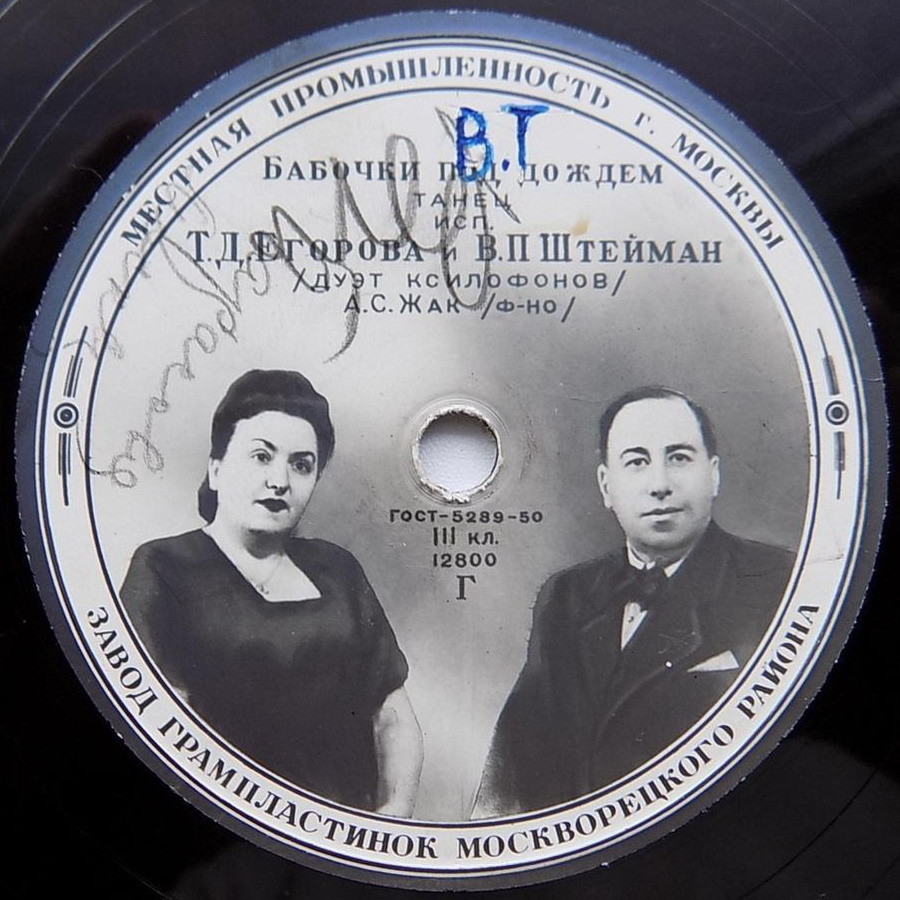 МЕСТНАЯ ПРОМЫШЛЕННОСТЬ г. МОСКВЫ
В.Т
БАБОЧКИ ПОД ДОЖДЕМ
ТАНЕЦ
ИСП.
Т.Д.ЕГОРОВА и В.П ШТЕЙМАН
/ДУЭТ КСИЛОФОНОВ/
А.С.ЖАК /Ф-НО/
ГОСТ-5289-50
III КЛ.
12800
Г
ЗАВОД ГРАМПЛАСТИНОК МОСКВОРЕЦКОГО РАЙОНА